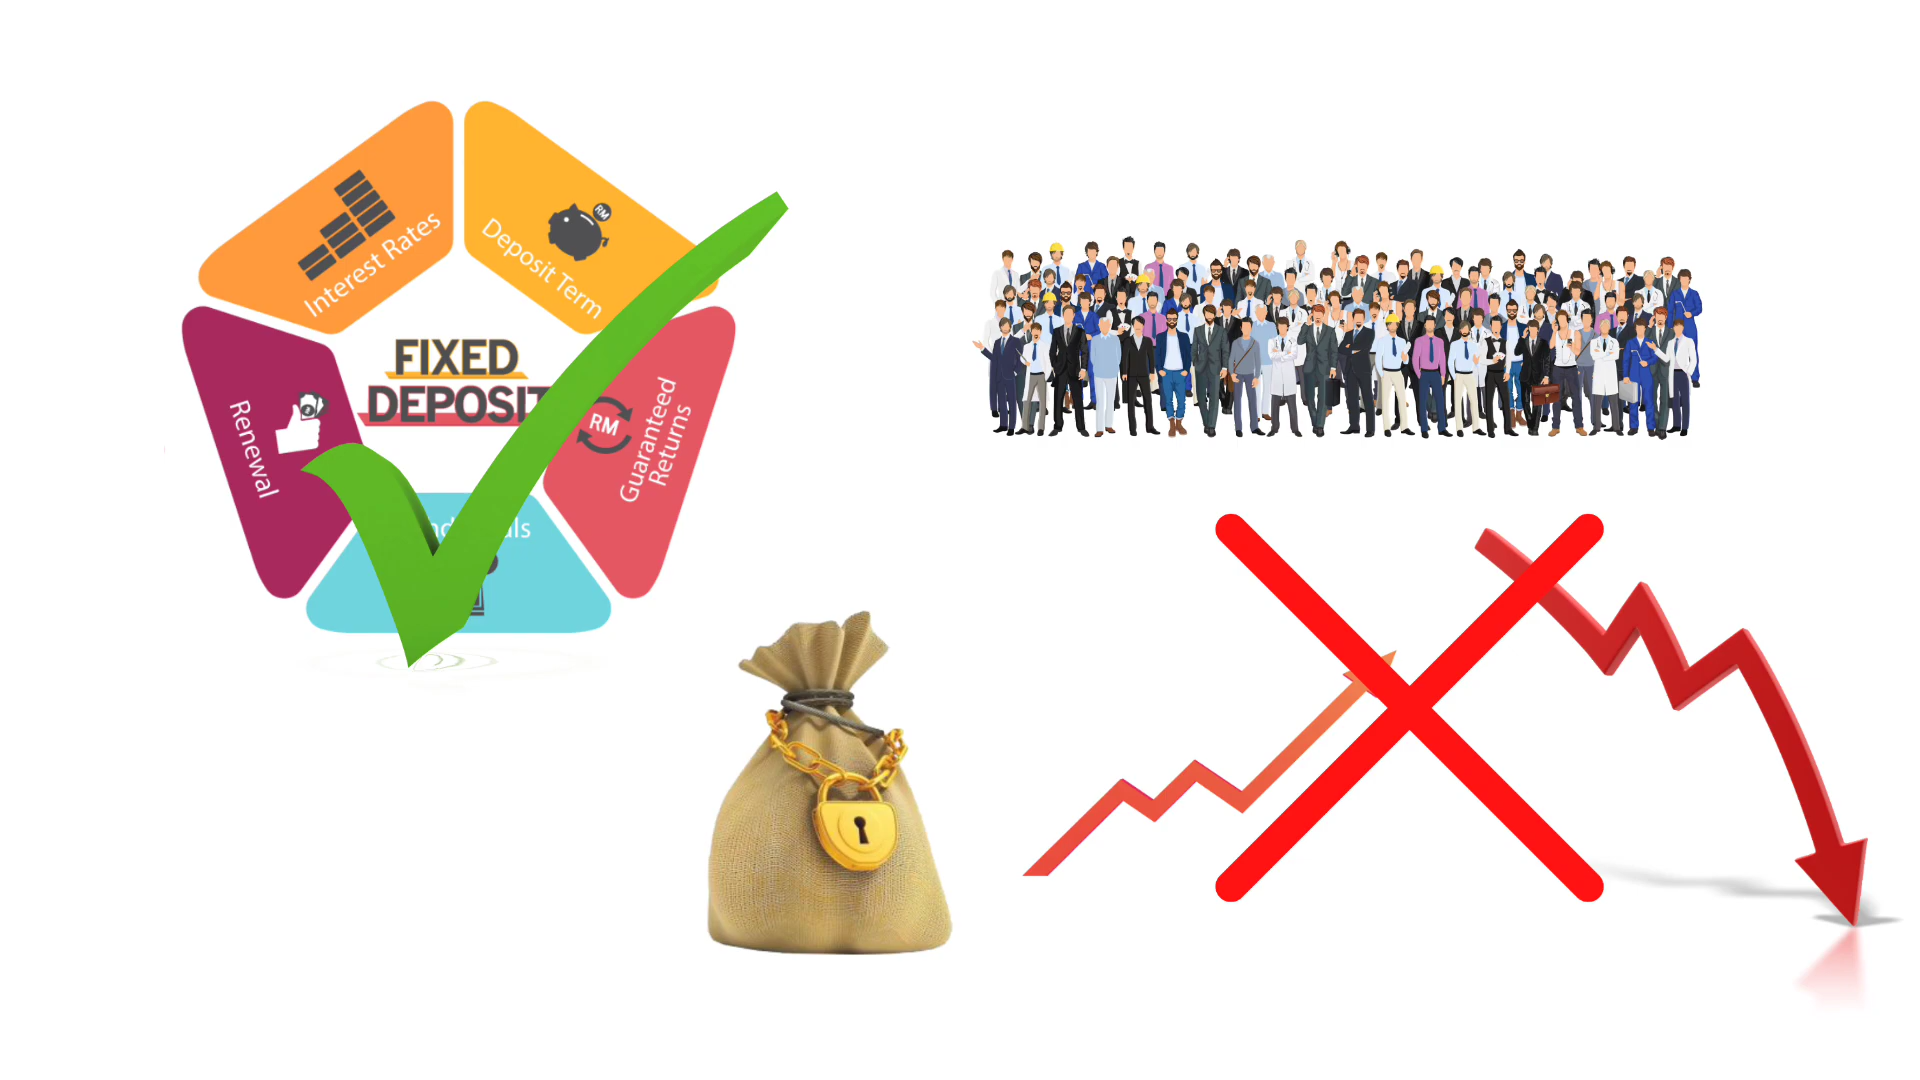 Interest Rates
Deposit Term
RM
FIXED
DEPOSIT
Renewal
RM
Guaranteed
Returns